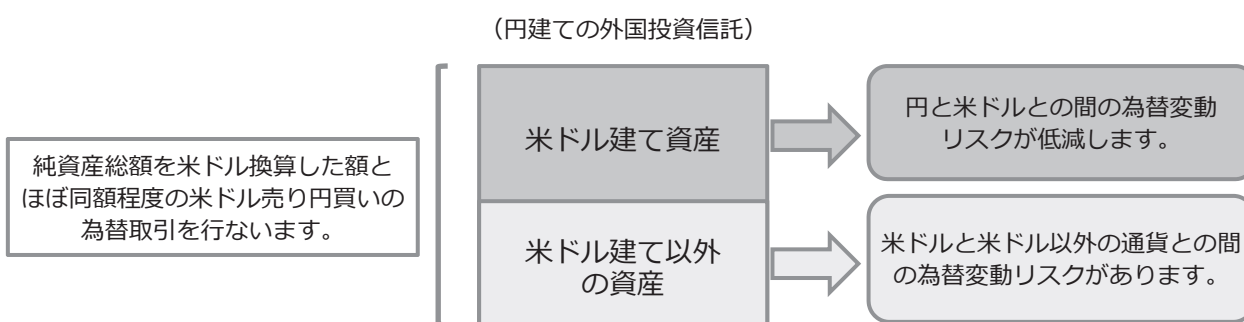 （円建ての外国投資信託）
純資産総額を米ドル換算した額と
ほぼ同額程度の米ドル売り円買いの
為替取引を行ないます。
米ドル建て資産
円と米ドルとの間の為替変動
リスクが低減します。
米ドル建て以外
の資産
米ドルと米ドル以外の通貨との間
の為替変動リスクがあります。